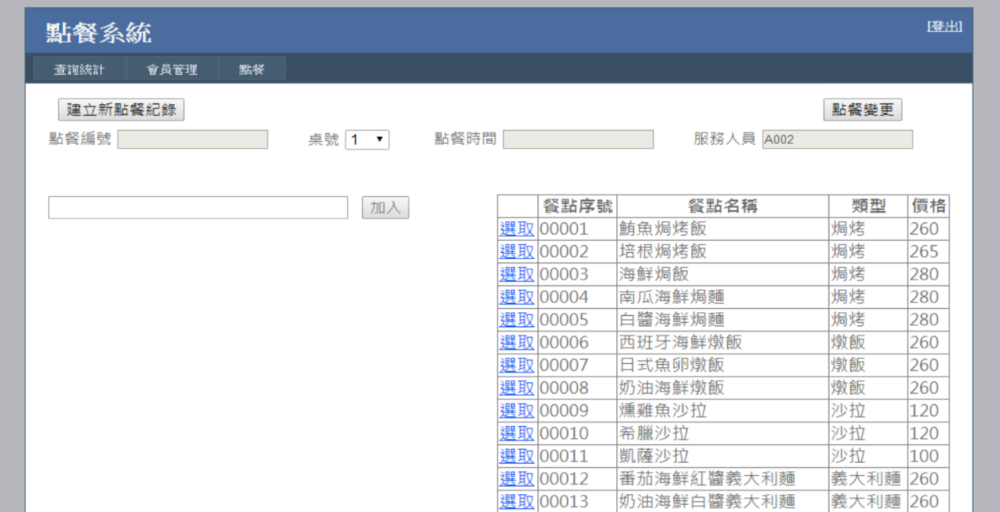 點餐系統
[登出]
查詢統計 會員管理 點餐
建立新點餐紀錄 點餐變更
點餐編號 桌號 1 點餐時間 服務人員 A002
加入
餐點序號 餐點名稱 類型 價格
選取 00001 鮪魚焗烤飯 焗烤 260
選取 00002 培根焗烤飯 焗烤 265
選取 00003 海鮮焗飯 焗烤 280
選取 00004 南瓜海鮮焗麵 焗烤 280
選取 00005 白醬海鮮焗麵 焗烤 280
選取 00006 西班牙海鮮燉飯 燉飯 260
選取 00007 日式魚卵燉飯 燉飯 260
選取 00008 奶油海鮮燉飯 燉飯 260
選取 00009 燻雞魚沙拉 沙拉 120
選取 00010 希臘沙拉 沙拉 120
選取 00011 凱薩沙拉 沙拉 100
選取 00012 番茄海鮮紅醬義大利麵 義大利麵 260
選取 00013 奶油海鮮白醬義大利麵 義大利麵 260